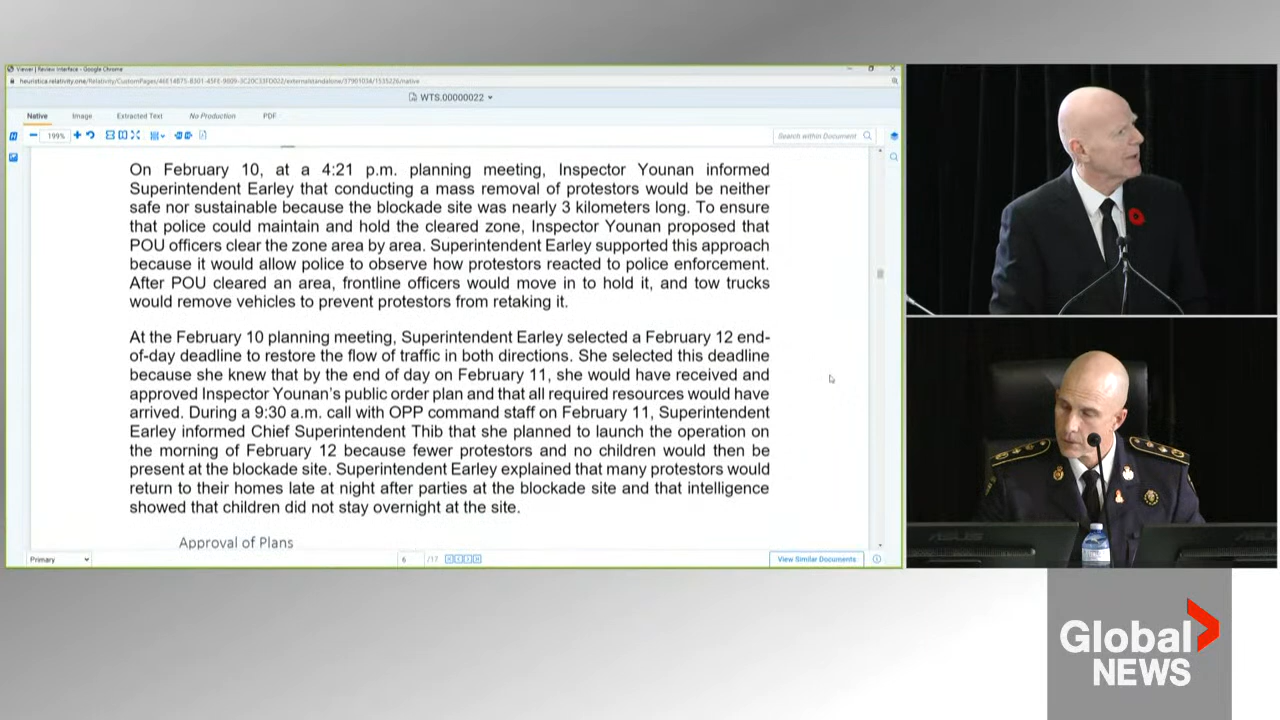 Viewer | Review Interface - Google Chrome
WTS.00000022
Native Image Extracted Text No Production PDF
199% Search within Document
On February 10, at a 4:21 p.m. planning meeting, Inspector Younan informed
Superintendent Earley that conducting a mass removal of protestors would be neither
safe nor sustainable because the blockade site was nearly 3 kilometers long. To ensure
that police could maintain and hold the cleared zone, Inspector Younan proposed that
POU officers clear the zone area by area. Superintendent Earley supported this approach
because it would allow police to observe how protestors reacted to police enforcement.
After POU cleared an area, frontline officers would move in to hold it, and tow trucks
would remove vehicles to prevent protestors from retaking it.
At the February 10 planning meeting, Superintendent Earley selected a February 12 end-
of-day deadline to restore the flow of traffic in both directions. She selected this deadline
because she knew that by the end of day on February 11, she would have received and
approved Inspector Younan's public order plan and that all required resources would have
arrived. During a 9:30 a.m. call with OPP command staff on February 11, Superintendent
Earley informed Chief Superintendent Thib that she planned to launch the operation on
the morning of February 12 because fewer protestors and no children would then be
present at the blockade site. Superintendent Earley explained that many protestors would
return to their homes late at night after parties at the blockade site and that intelligence
showed that children did not stay overnight at the site.
Approval of Plans
Primary 6 /17 View Similar Documents
ASUS
Global
NEWS